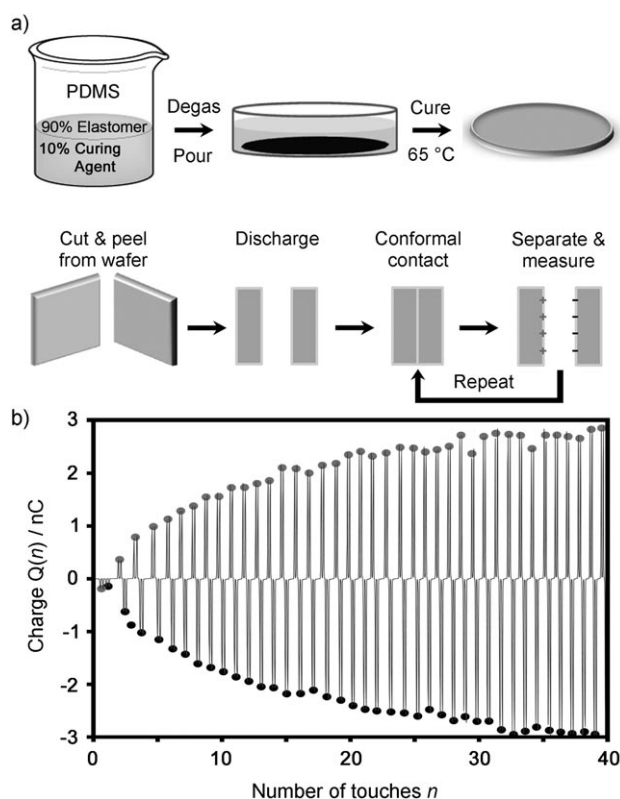 a)
PDMS
90% Elastomer
10% Curing
Agent
Degas
Pour
Cure
65 °C
Cut & peel
from wafer
Discharge
Conformal
contact
Separate &
measure
+ −
+ −
+ −
+ −
Repeat
b)
3
2
1
0
-1
-2
-3
Charge Q(n) / nC
0 10 20 30 40
Number of touches n